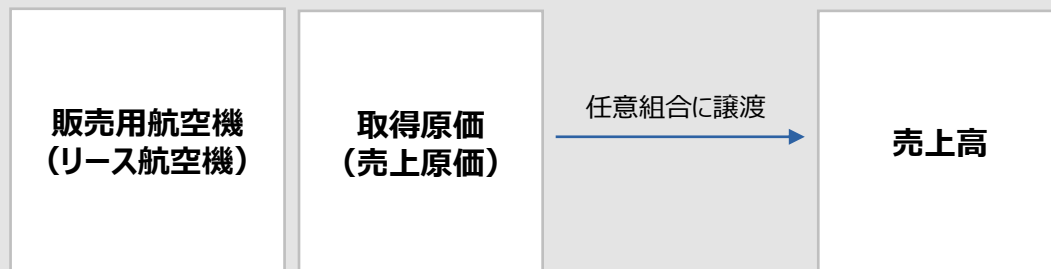 販売用航空機
（リース航空機）
取得原価
（売上原価）
任意組合に譲渡
売上高